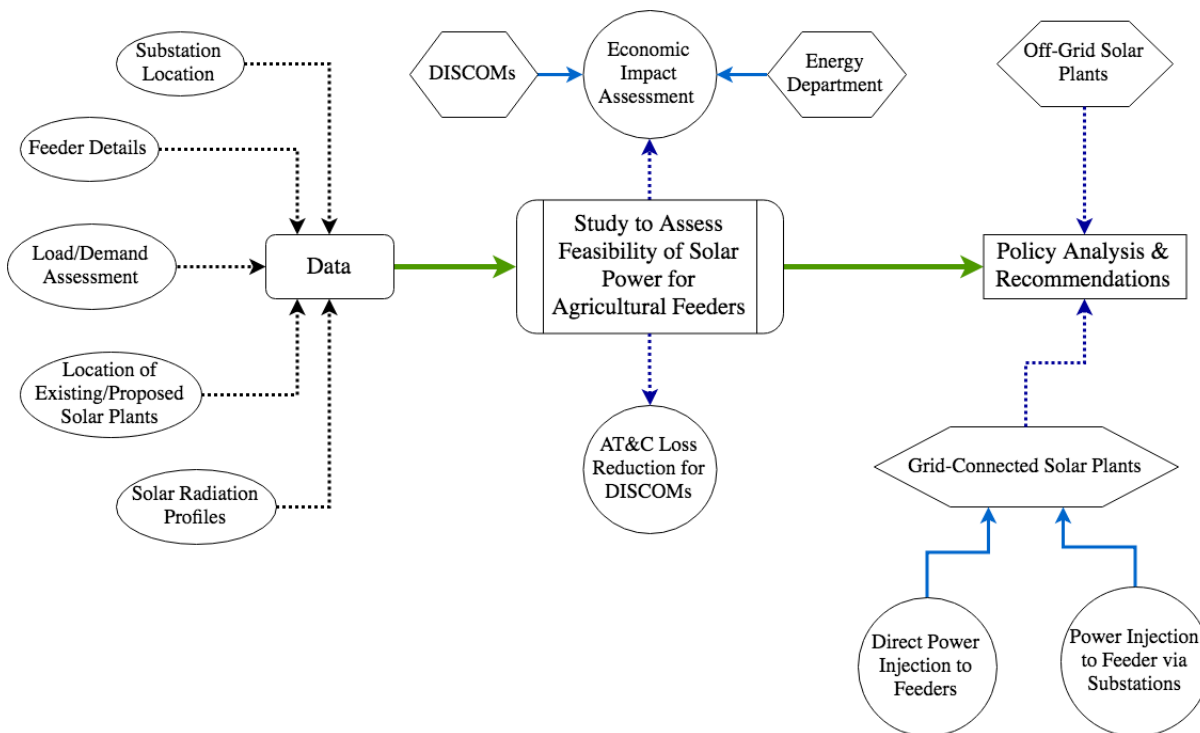 Substation
Location
Feeder Details
Load/Demand
Assessment
Location of
Existing/Proposed
Solar Plants
Solar Radiation
Profiles
Data
DISCOMs
Economic
Impact
Assessment
Energy
Department
Study to Assess
Feasibility of Solar
Power for
Agricultural Feeders
AT&C Loss
Reduction for
DISCOMs
Off-Grid Solar
Plants
Policy Analysis &
Recommendations
Grid-Connected Solar Plants
Direct Power
Injection to
Feeders
Power Injection
to Feeder via
Substations